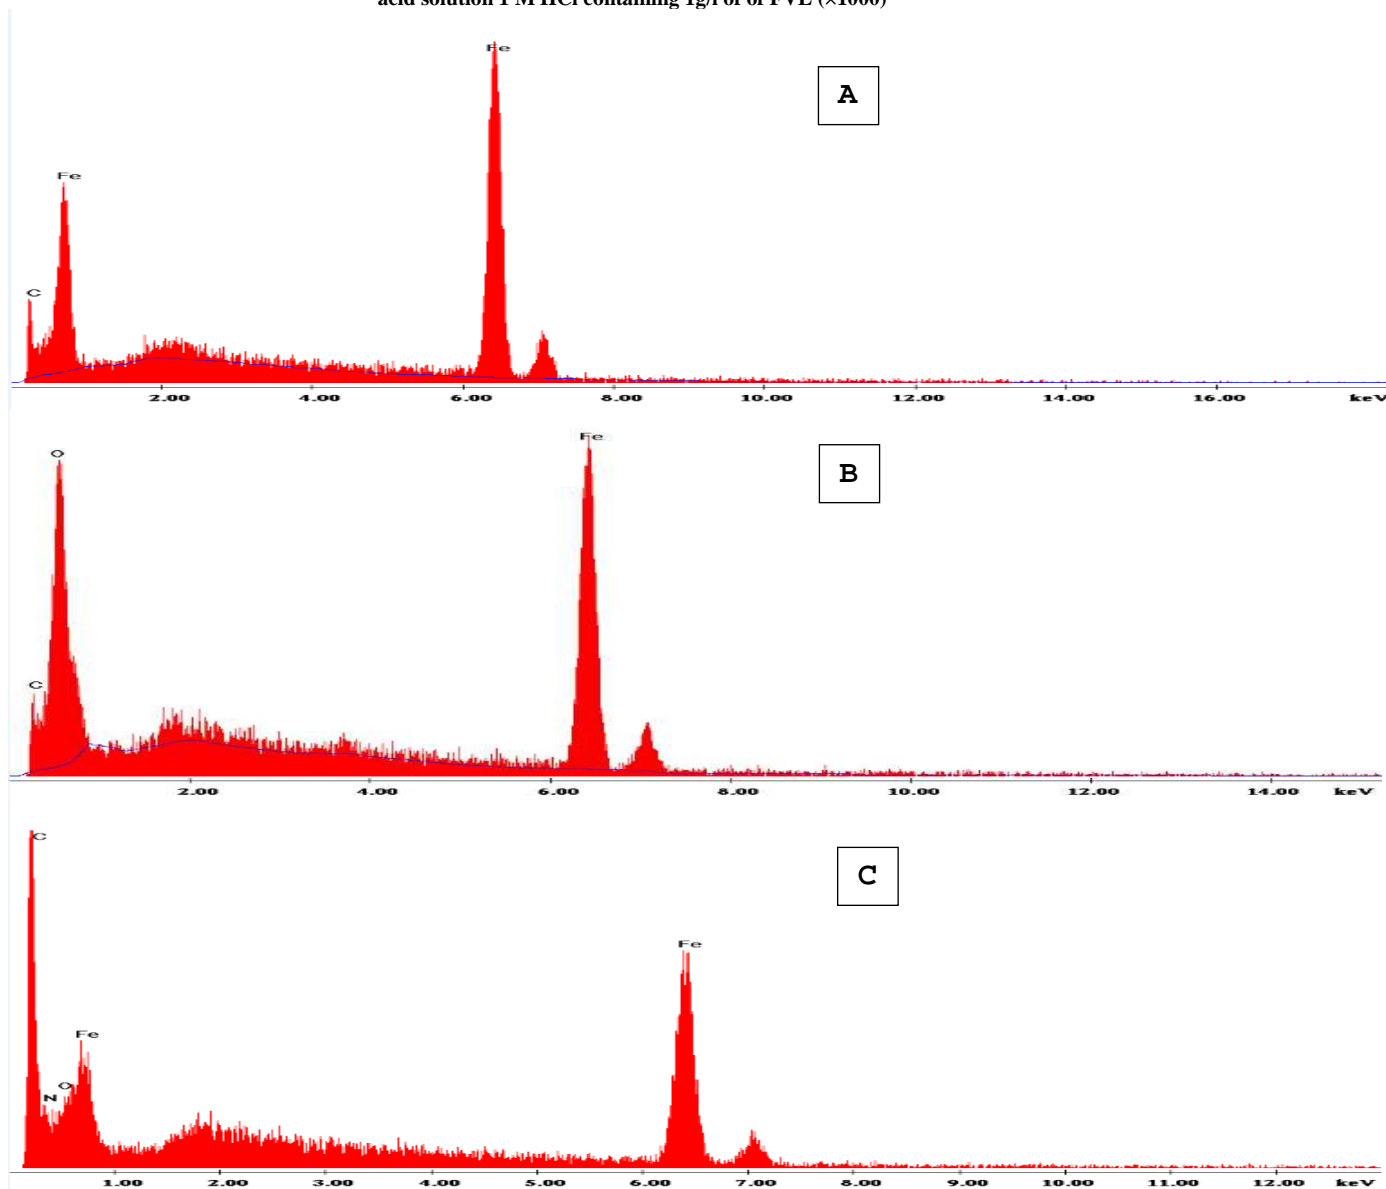 acid solution 1 M HCl containing 1g/l of of FVL (×1000)
Fe
A
Fe
C
2.00 4.00 6.00 8.00 10.00 12.00 14.00 16.00 keV
Fe
O
B
C
2.00 4.00 6.00 8.00 10.00 12.00 14.00 keV
C
C
Fe
Fe
O
N
1.00 2.00 3.00 4.00 5.00 6.00 7.00 8.00 9.00 10.00 11.00 12.00 keV